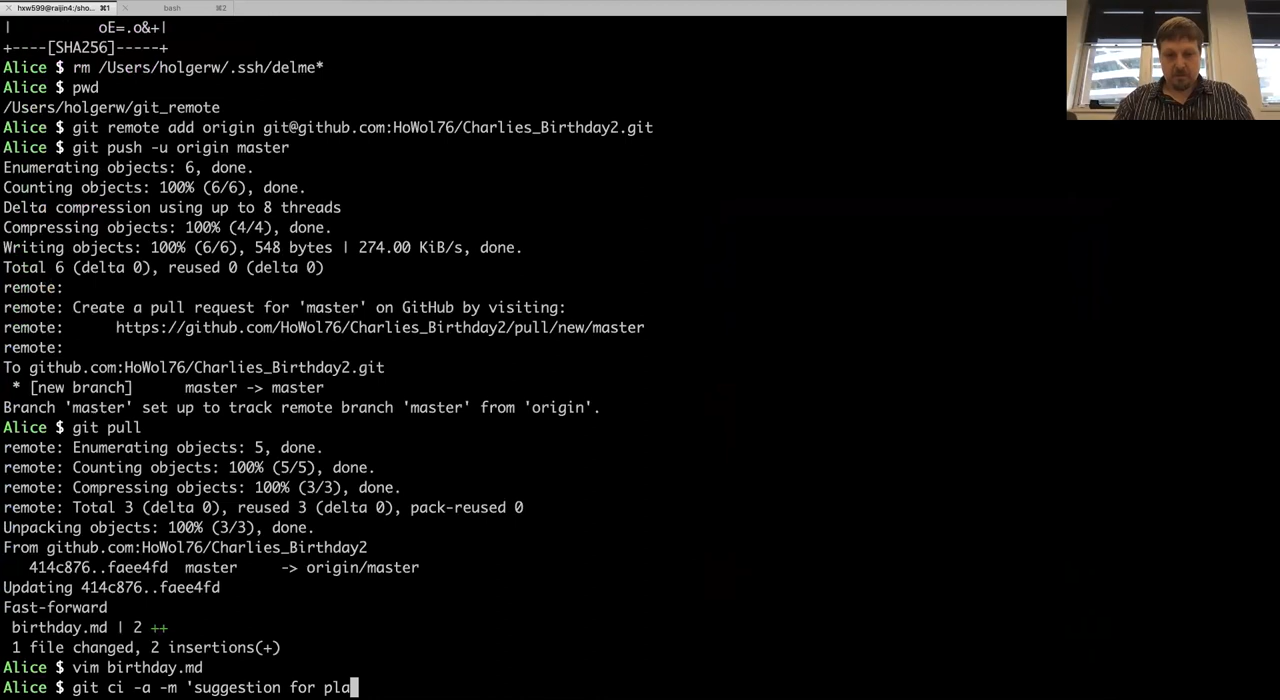 hxw599@raijin4:/sho... ⌘1 bash ⌘2
| oE=.o&+|
+----[SHA256]-----+
Alice $ rm /Users/holgerw/.ssh/delme*
Alice $ pwd
/Users/holgerw/git_remote
Alice $ git remote add origin git@github.com:HoWol76/Charlies_Birthday2.git
Alice $ git push -u origin master
Enumerating objects: 6, done.
Counting objects: 100% (6/6), done.
Delta compression using up to 8 threads
Compressing objects: 100% (4/4), done.
Writing objects: 100% (6/6), 548 bytes | 274.00 KiB/s, done.
Total 6 (delta 0), reused 0 (delta 0)
remote:
remote: Create a pull request for 'master' on GitHub by visiting:
remote: https://github.com/HoWol76/Charlies_Birthday2/pull/new/master
remote:
To github.com:HoWol76/Charlies_Birthday2.git
* [new branch] master -> master
Branch 'master' set up to track remote branch 'master' from 'origin'.
Alice $ git pull
remote: Enumerating objects: 5, done.
remote: Counting objects: 100% (5/5), done.
remote: Compressing objects: 100% (3/3), done.
remote: Total 3 (delta 0), reused 3 (delta 0), pack-reused 0
Unpacking objects: 100% (3/3), done.
From github.com:HoWol76/Charlies_Birthday2
414c876..faee4fd master -> origin/master
Updating 414c876..faee4fd
Fast-forward
birthday.md | 2 ++
1 file changed, 2 insertions(+)
Alice $ vim birthday.md
Alice $ git ci -a -m 'suggestion for pla